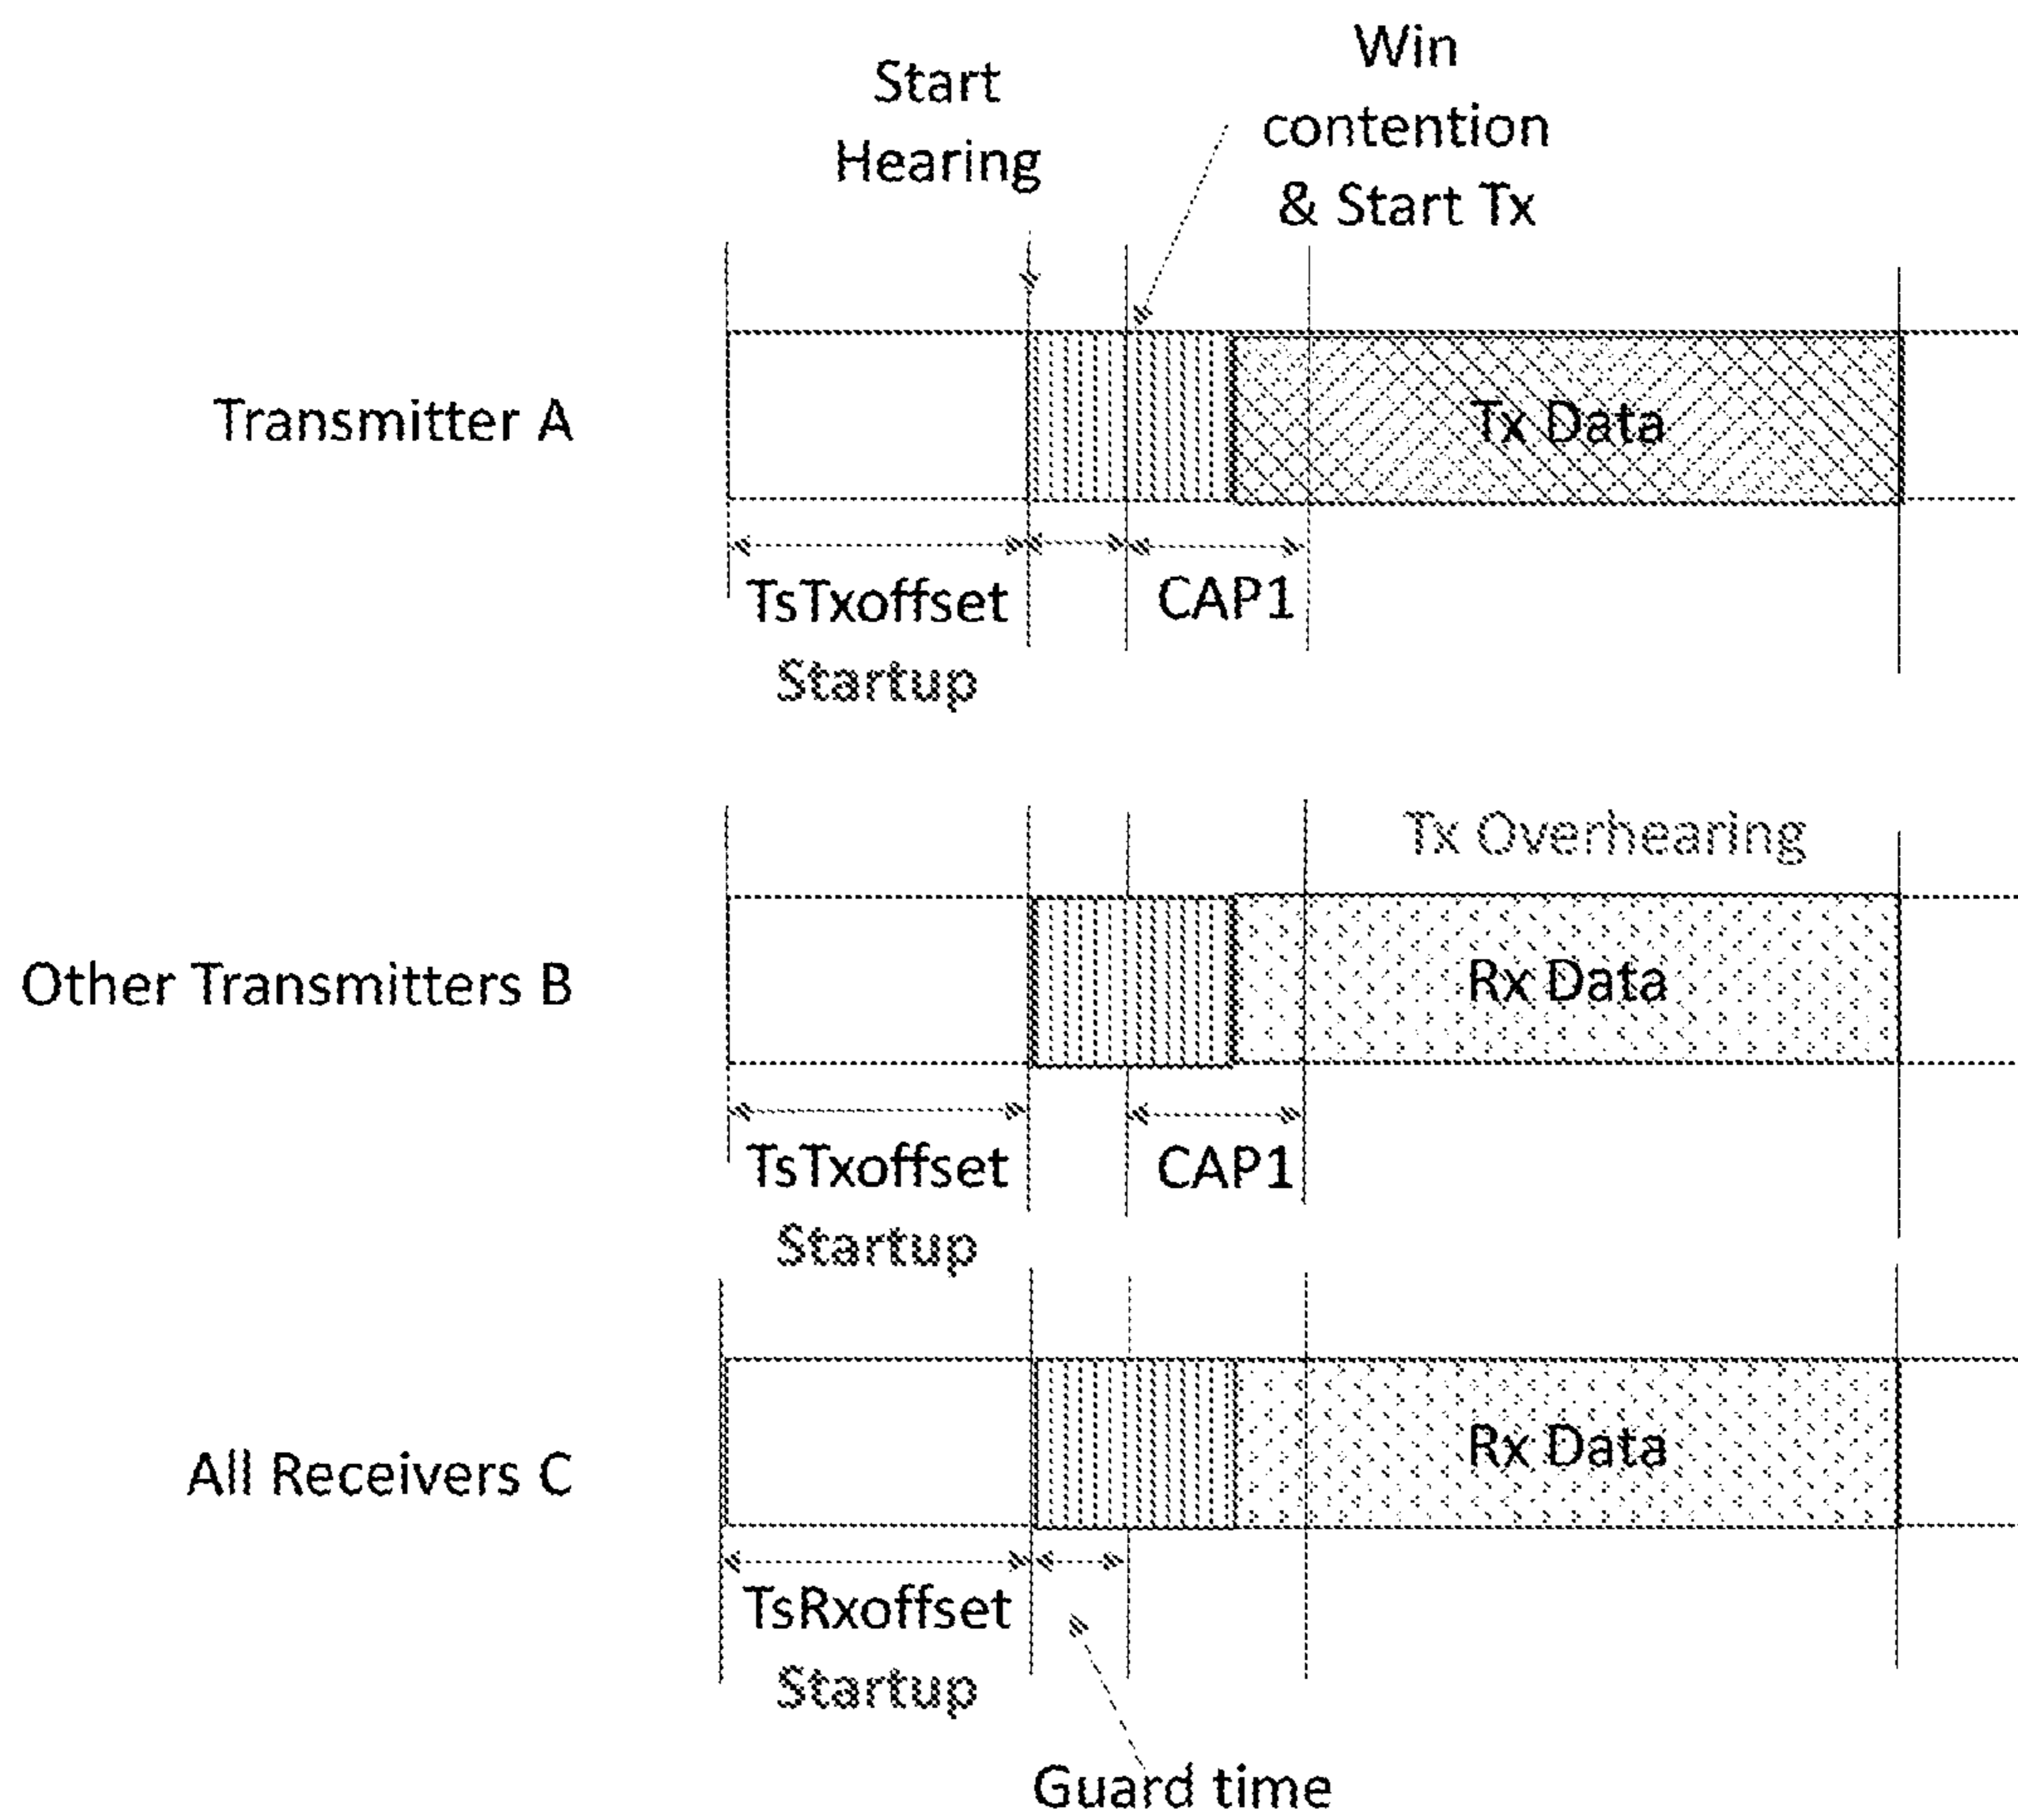 Start
Hearing
Win
contention
& Start Tx
Transmitter A
Tx Data
TsTxoffset
Startup
CAP1
Tx Overhearing
Other Transmitters B
Rx Data
TsTxoffset
Startup
CAP1
All Receivers C
Rx Data
TsRxoffset
Startup
Guard time